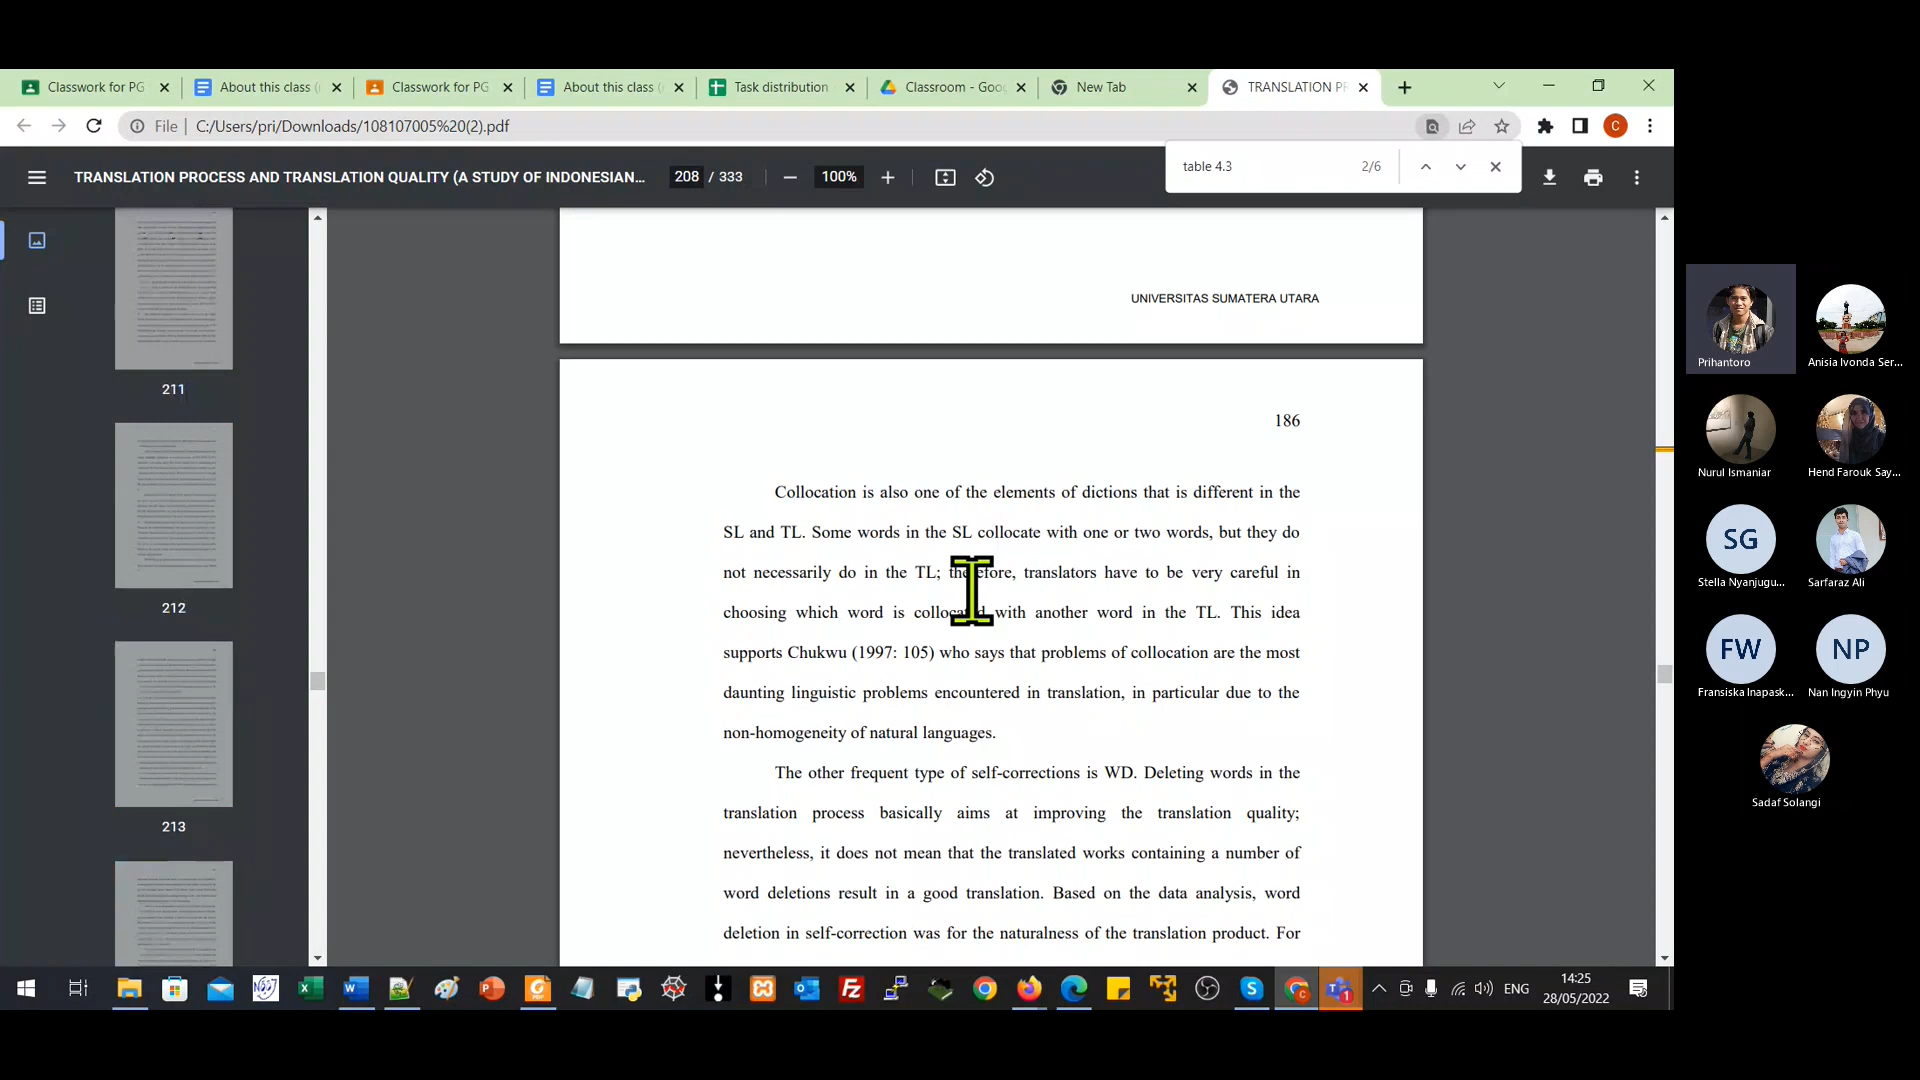 Classwork for PG
About this class (
Classwork for PG
About this class (
Task distribution
Classroom - Goo
New Tab
TRANSLATION PR
File
C:/Users/pri/Downloads/108107005%20(2).pdf
C
table 4.3
2/6
TRANSLATION PROCESS AND TRANSLATION QUALITY (A STUDY OF INDONESIAN...
208 / 333
100%
211
212
213
UNIVERSITAS SUMATERA UTARA
186
Collocation is also one of the elements of dictions that is different in the
SL and TL. Some words in the SL collocate with one or two words, but they do
not necessarily do in the TL; therefore, translators have to be very careful in
choosing which word is collocated with another word in the TL. This idea
supports Chukwu (1997: 105) who says that problems of collocation are the most
daunting linguistic problems encountered in translation, in particular due to the
non-homogeneity of natural languages.
The other frequent type of self-corrections is WD. Deleting words in the
translation process basically aims at improving the translation quality;
nevertheless, it does not mean that the translated works containing a number of
word deletions result in a good translation. Based on the data analysis, word
deletion in self-correction was for the naturalness of the translation product. For
Prihantoro
Anisia Ivonda Ser...
Nurul Ismaniar
Hend Farouk Say...
SG
Stella Nyanjugu...
Sarfaraz Ali
FW
Fransiska Inapask...
NP
Nan Ingyin Phyu
Sadaf Solangi
ENG
14:25
28/05/2022